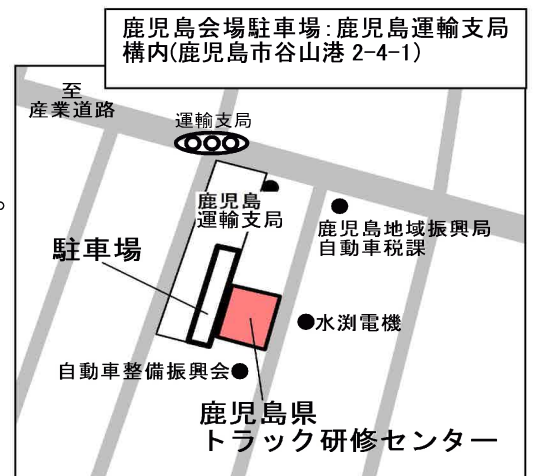 鹿児島会場駐車場:鹿児島運輸支局
構内(鹿児島市谷山港 2-4-1)
至
産業道路
運輸支局
。
鹿児島
運輸支局
鹿児島地域振興局
自動車税課
駐車場
水渕電機
自動車整備振興会
鹿児島県
トラック研修センター